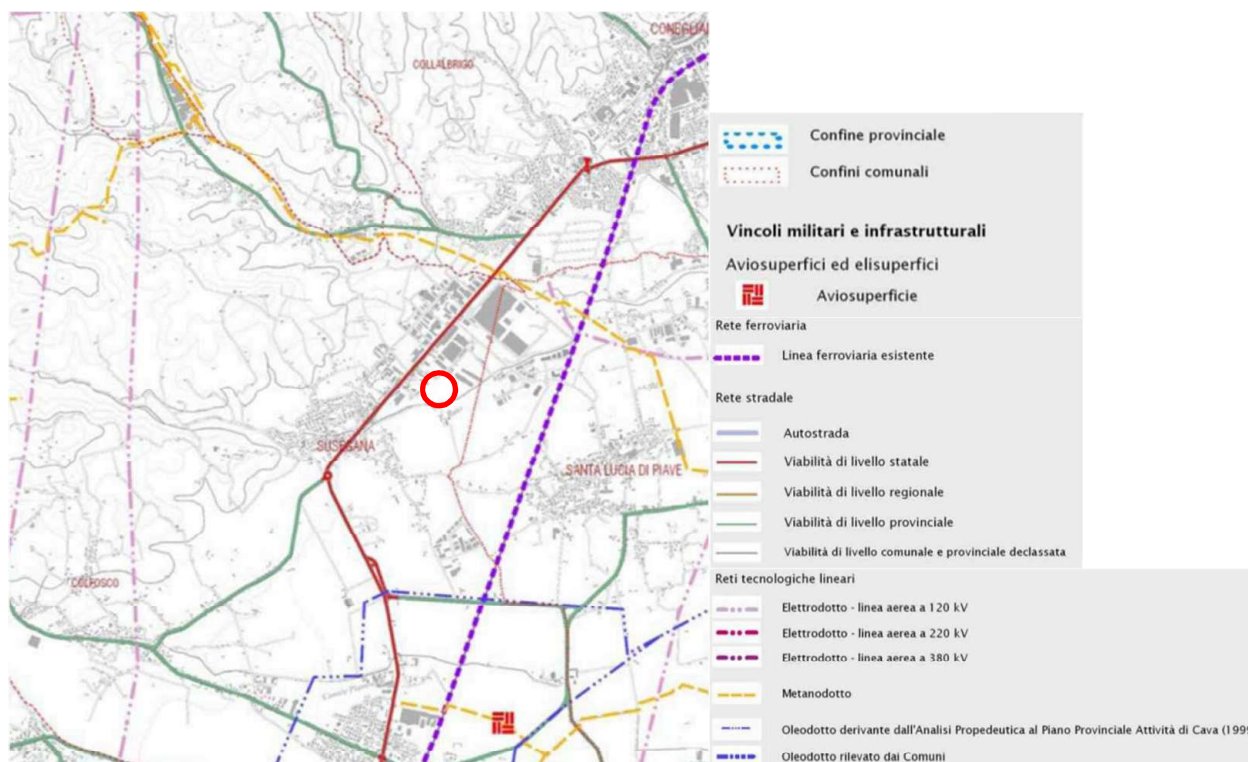 CONEGLIA
COLLALBRIGO
SUSEGANA
SANTA LUCIA DI PIAVE
COLFOSCO
Confine provinciale
Confini comunali
Vincoli militari e infrastrutturali
Aviosuperfici ed elisuperfici
Aviosuperficie
Rete ferroviaria
Linea ferroviaria esistente
Rete stradale
Autostrada
Viabilità di livello statale
Viabilità di livello regionale
Viabilità di livello provinciale
Viabilità di livello comunale e provinciale declassata
Reti tecnologiche lineari
Elettrodotto - linea aerea a 120 kV
Elettrodotto - linea aerea a 220 kV
Elettrodotto - linea aerea a 380 kV
Metanodotto
Oleodotto derivante dall'Analisi Propedeutica al Piano Provinciale Attività di Cava (1999
Oleodotto rilevato dai Comuni